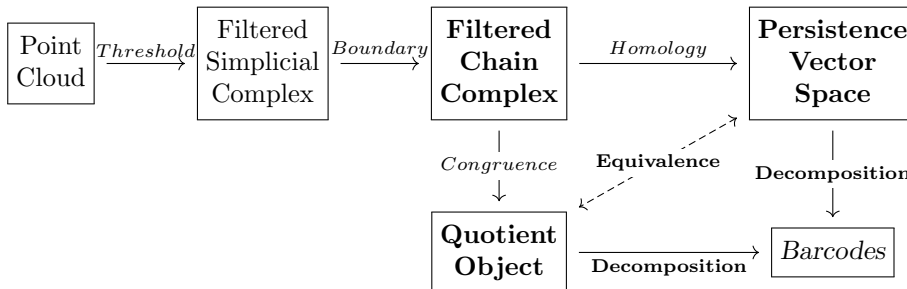 Point
Cloud
Threshold
Filtered
Simplicial
Complex
Boundary
Filtered
Chain
Complex
Homology
Persistence
Vector
Space
Congruence
Equivalence
Decomposition
Quotient
Object
Decomposition
Barcodes